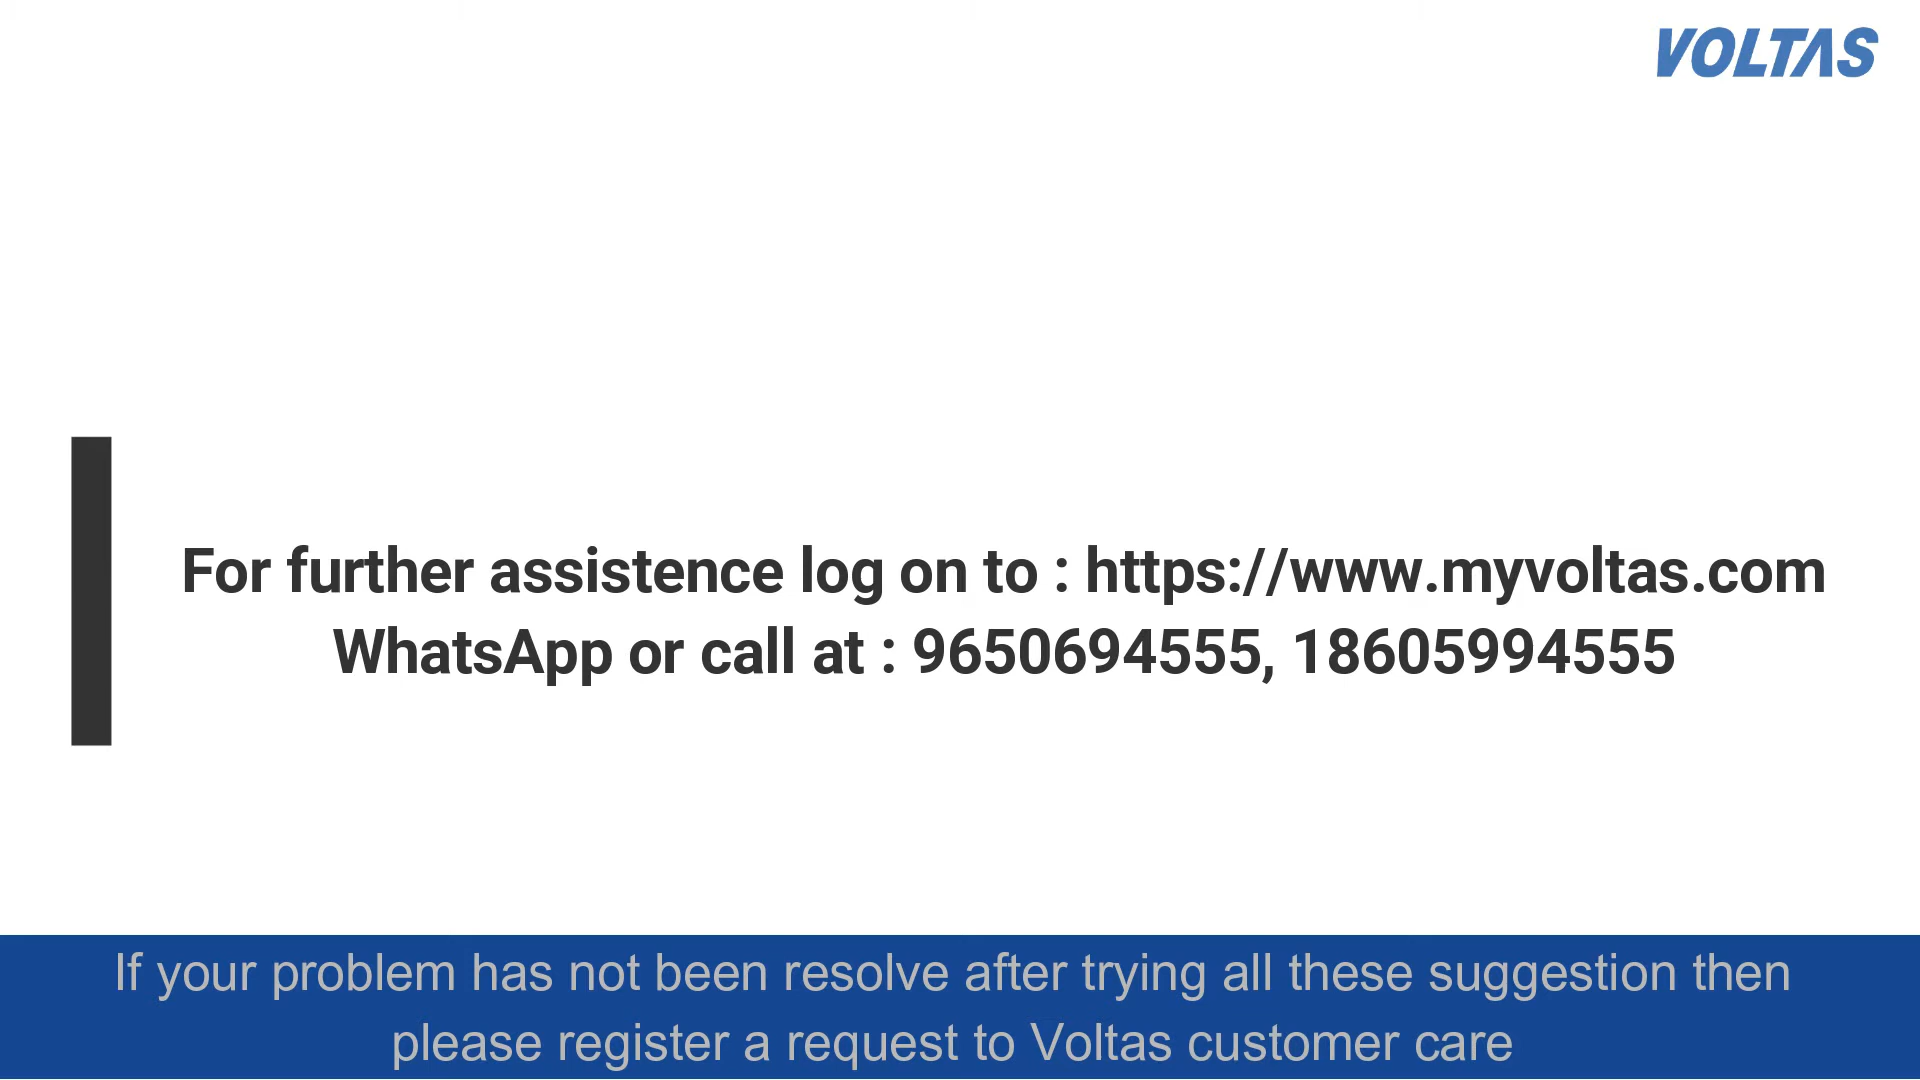 VOLTAS
For further assistence log on to : https://www.myvoltas.com
WhatsApp or call at : 9650694555, 18605994555
If your problem has not been resolve after trying all these suggestion then
please register a request to Voltas customer care